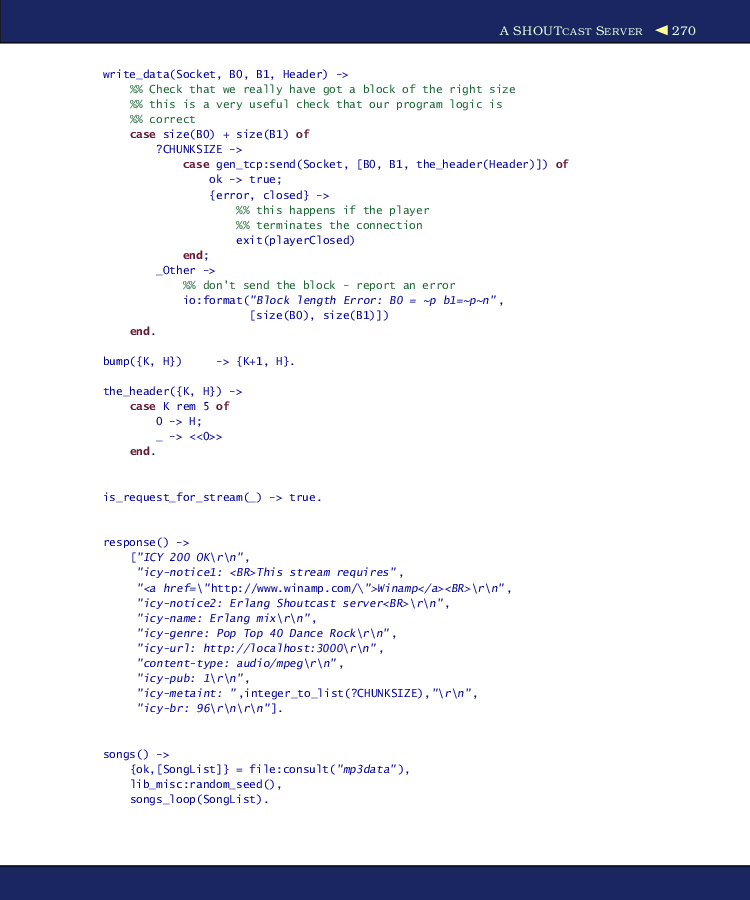 A SHOUTCAST SERVER ◀ 270
write_data(Socket, B0, B1, Header) ->
    %% Check that we really have got a block of the right size
    %% this is a very useful check that our program logic is
    %% correct
    case size(B0) + size(B1) of
        ?CHUNKSIZE ->
            case gen_tcp:send(Socket, [B0, B1, the_header(Header)]) of
                ok -> true;
                {error, closed} ->
                    %% this happens if the player
                    %% terminates the connection
                    exit(playerClosed)
            end;
        _Other ->
            %% don't send the block - report an error
            io:format("Block length Error: B0 = ~p b1=~p~n",
                      [size(B0), size(B1)])
    end.
bump({K, H})     -> {K+1, H}.
the_header({K, H}) ->
    case K rem 5 of
        0 -> H;
        _ -> <<0>>
    end.
is_request_for_stream(_) -> true.
response() ->
    ["ICY 200 OK\r\n",
     "icy-notice1: <BR>This stream requires",
     "<a href=\"http://www.winamp.com/\">Winamp</a><BR>\r\n",
     "icy-notice2: Erlang Shoutcast server<BR>\r\n",
     "icy-name: Erlang mix\r\n",
     "icy-genre: Pop Top 40 Dance Rock\r\n",
     "icy-url: http://localhost:3000\r\n",
     "content-type: audio/mpeg\r\n",
     "icy-pub: 1\r\n",
     "icy-metaint: ",integer_to_list(?CHUNKSIZE),"\r\n",
     "icy-br: 96\r\n\r\n"].
songs() ->
    {ok,[SongList]} = file:consult("mp3data"),
    lib_misc:random_seed(),
    songs_loop(SongList).